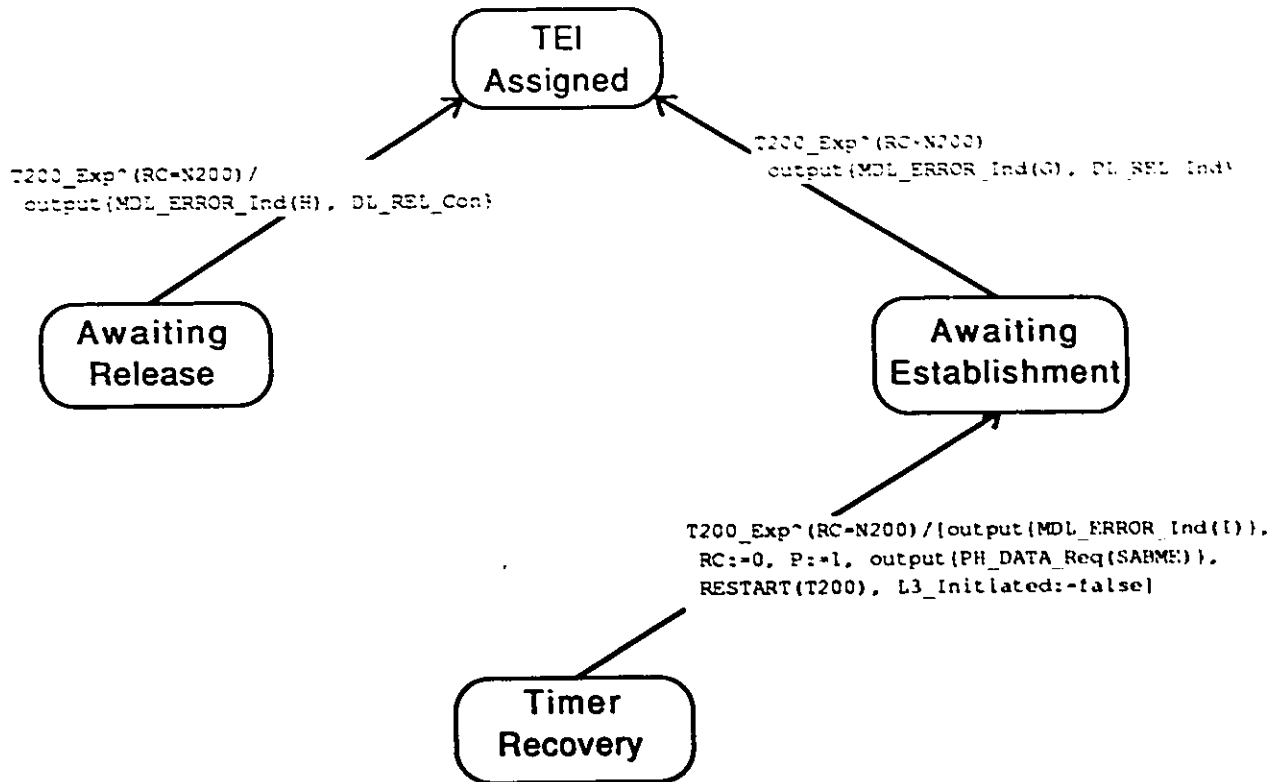 TEI
Assigned
T200_Exp^(RC=N200)/
output{MDL_ERROR_Ind(H), DL_REL_Con}
T200_Exp^(RC=N200)
output{MDL_ERROR_Ind(G), DL_REL_Ind}
Awaiting
Release
Awaiting
Establishment
T200_Exp^(RC=N200)/[output{MDL_ERROR_Ind(I)},
RC:=0, P:=1, output{PH_DATA_Req(SABME)},
RESTART(T200), L3_Initiated:=false]
Timer
Recovery